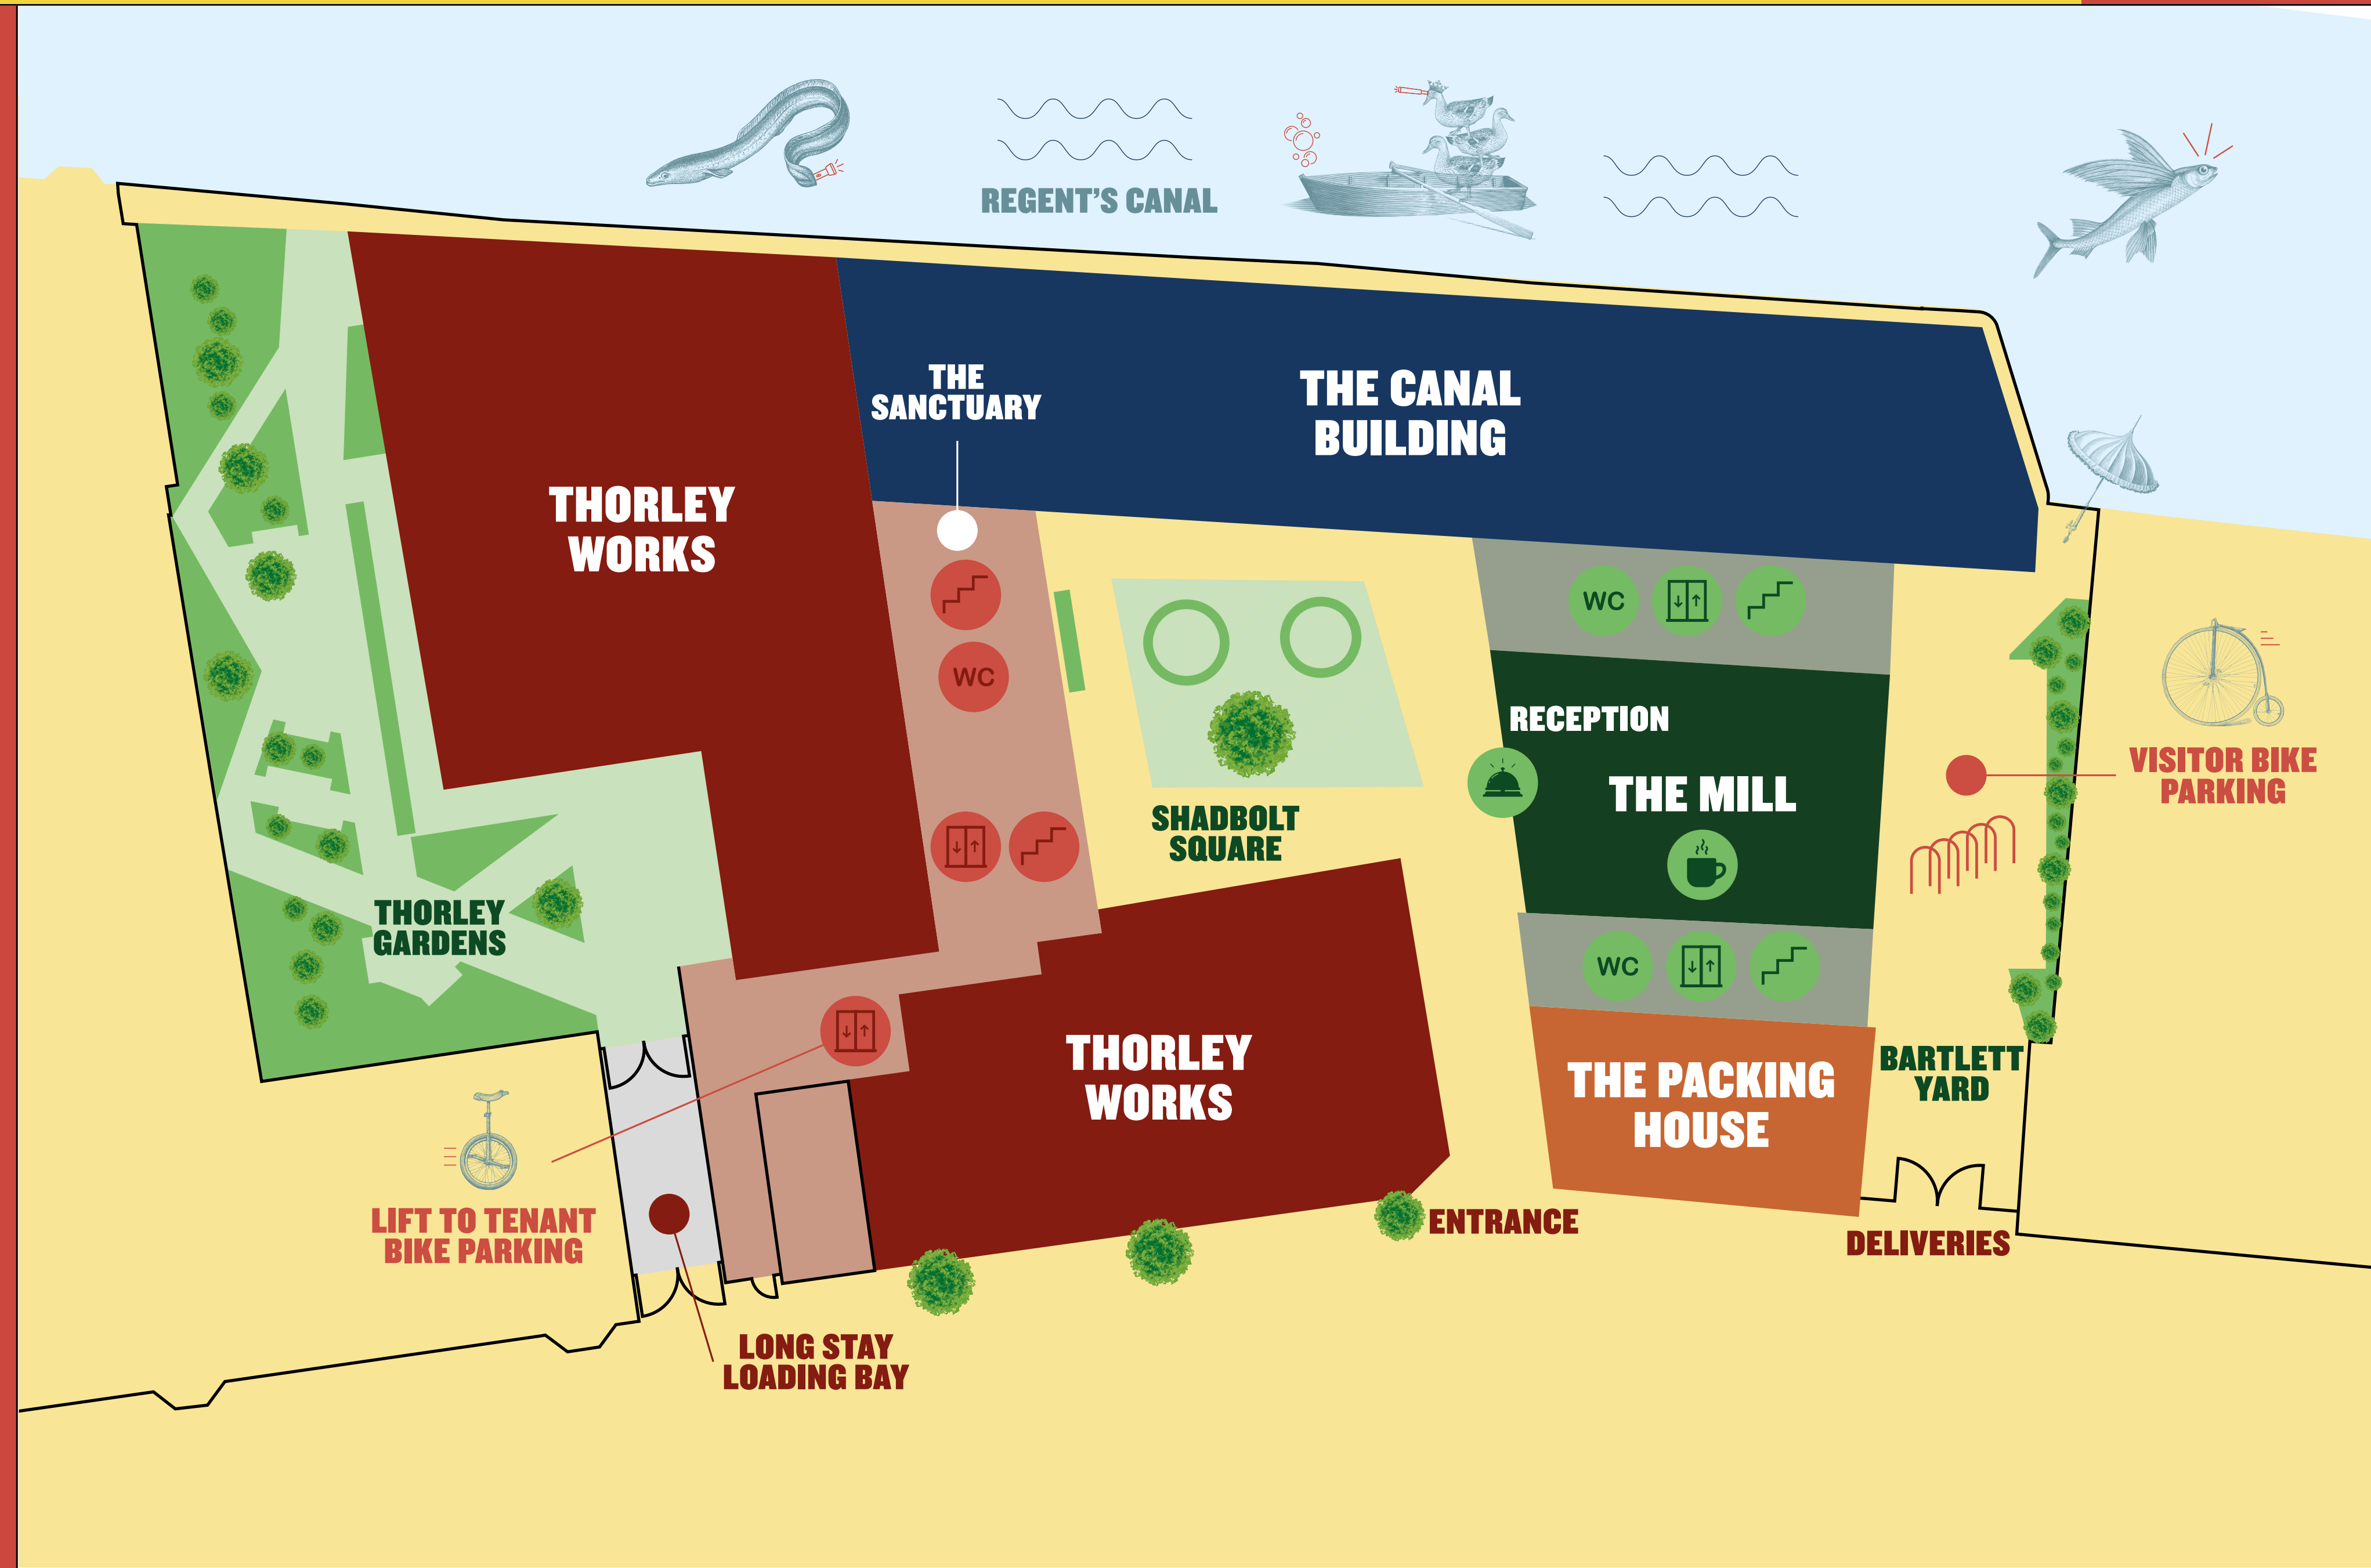 REGENT'S CANAL
THE
SANCTUARY
THE CANAL
BUILDING
THORLEY
WORKS
WC
WC
RECEPTION
THE MILL
VISITOR BIKE
PARKING
SHADBOLT
SQUARE
THORLEY
GARDENS
WC
THORLEY
WORKS
THE PACKING
HOUSE
BARTLETT
YARD
LIFT TO TENANT
BIKE PARKING
ENTRANCE
DELIVERIES
LONG STAY
LOADING BAY